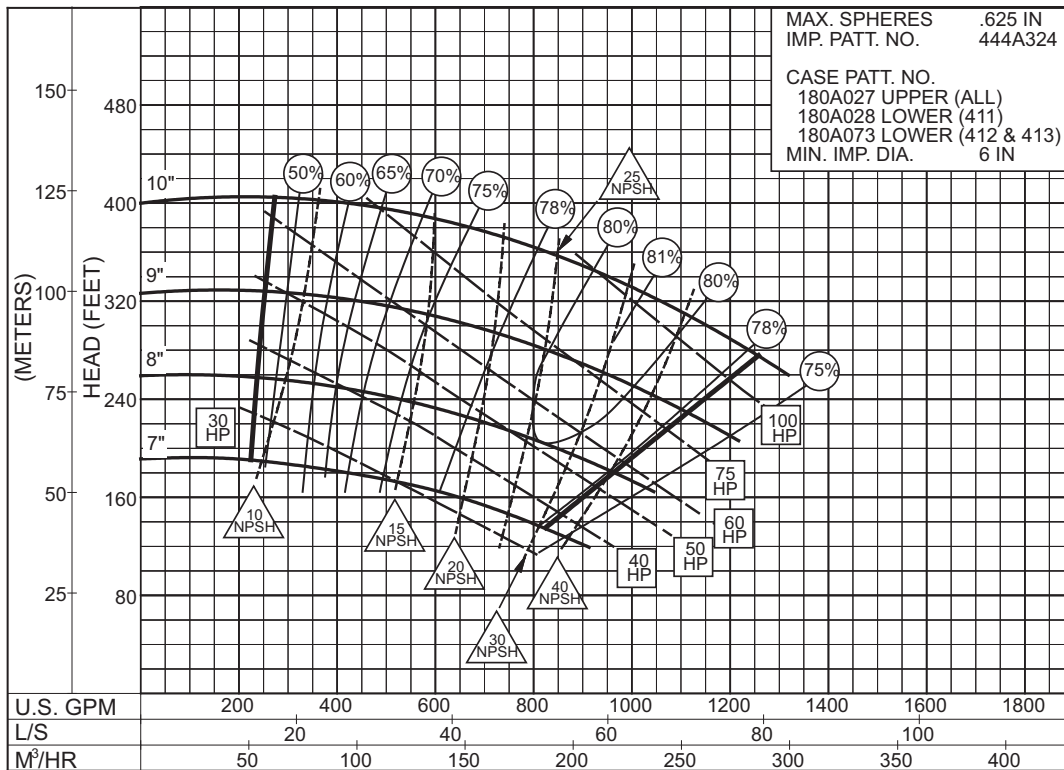 MAX. SPHERES .625 IN
IMP. PATT. NO. 444A324
CASE PATT. NO.
180A027 UPPER (ALL)
180A028 LOWER (411)
180A073 LOWER (412 & 413)
MIN. IMP. DIA. 6 IN
(METERS)
150
125
100
75
50
25
HEAD (FEET)
480
400
320
240
160
80
10"
9"
8"
7"
50%
60%
65%
70%
75%
78%
80%
81%
80%
78%
75%
25
NPSH
10
NPSH
15
NPSH
20
NPSH
30
NPSH
40
NPSH
30
HP
40
HP
50
HP
60
HP
75
HP
100
HP
U.S. GPM 200 400 600 800 1000 1200 1400 1600 1800
L/S 20 40 60 80 100
M³/HR 50 100 150 200 250 300 350 400